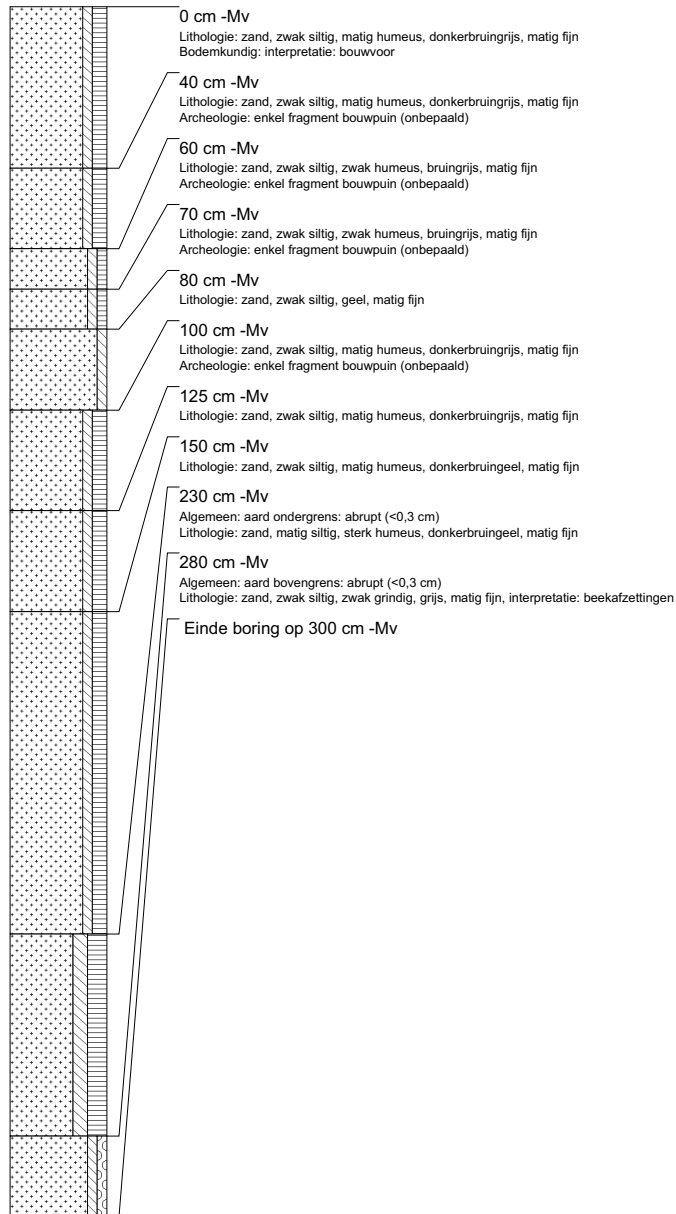 0 cm -Mv
Lithologie: zand, zwak siltig, matig humeus, donkerbruingrijs, matig fijn
Bodemkundig: interpretatie: bouwvoor
40 cm -Mv
Lithologie: zand, zwak siltig, matig humeus, donkerbruingrijs, matig fijn
Archeologie: enkel fragment bouwpuin (onbepaald)
60 cm -Mv
Lithologie: zand, zwak siltig, zwak humeus, bruingrijs, matig fijn
Archeologie: enkel fragment bouwpuin (onbepaald)
70 cm -Mv
Lithologie: zand, zwak siltig, zwak humeus, bruingrijs, matig fijn
Archeologie: enkel fragment bouwpuin (onbepaald)
80 cm -Mv
Lithologie: zand, zwak siltig, geel, matig fijn
100 cm -Mv
Lithologie: zand, zwak siltig, matig humeus, donkerbruingrijs, matig fijn
Archeologie: enkel fragment bouwpuin (onbepaald)
125 cm -Mv
Lithologie: zand, zwak siltig, matig humeus, donkerbruingrijs, matig fijn
150 cm -Mv
Lithologie: zand, zwak siltig, matig humeus, donkerbruingeel, matig fijn
230 cm -Mv
Algemeen: aard ondergrens: abrupt (<0,3 cm)
Lithologie: zand, matig siltig, sterk humeus, donkerbruingeel, matig fijn
280 cm -Mv
Algemeen: aard bovengrens: abrupt (<0,3 cm)
Lithologie: zand, zwak siltig, zwak grindig, grijs, matig fijn, interpretatie: beekafzettingen
Einde boring op 300 cm -Mv